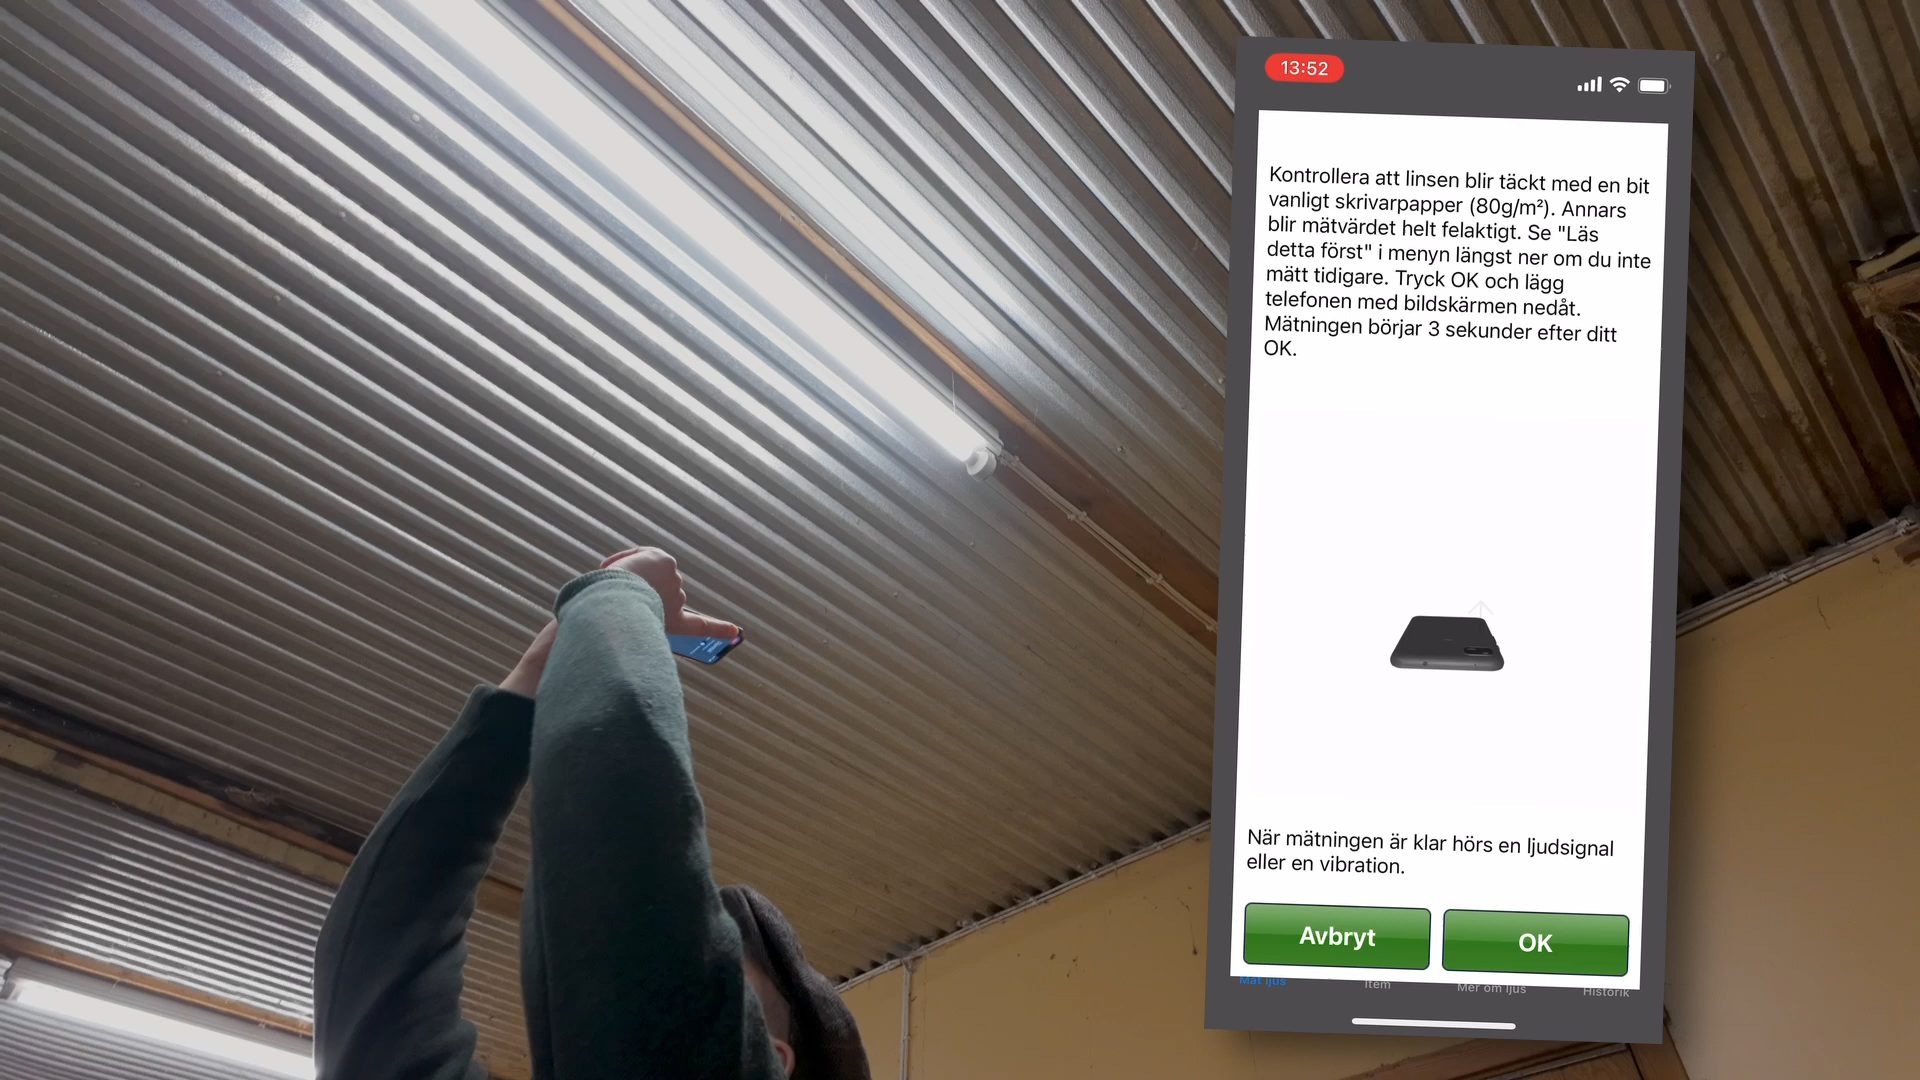 13:52
Kontrollera att linsen blir täckt med en bit
vanligt skrivarpapper (80g/m²). Annars
blir mätvärdet helt felaktigt. Se "Läs
detta först" i menyn längst ner om du inte
mätt tidigare. Tryck OK och lägg
telefonen med bildskärmen nedåt.
Mätningen börjar 3 sekunder efter ditt
OK.
När mätningen är klar hörs en ljudsignal
eller en vibration.
Avbryt OK
Mät ljus Item Mer om ljus Historik